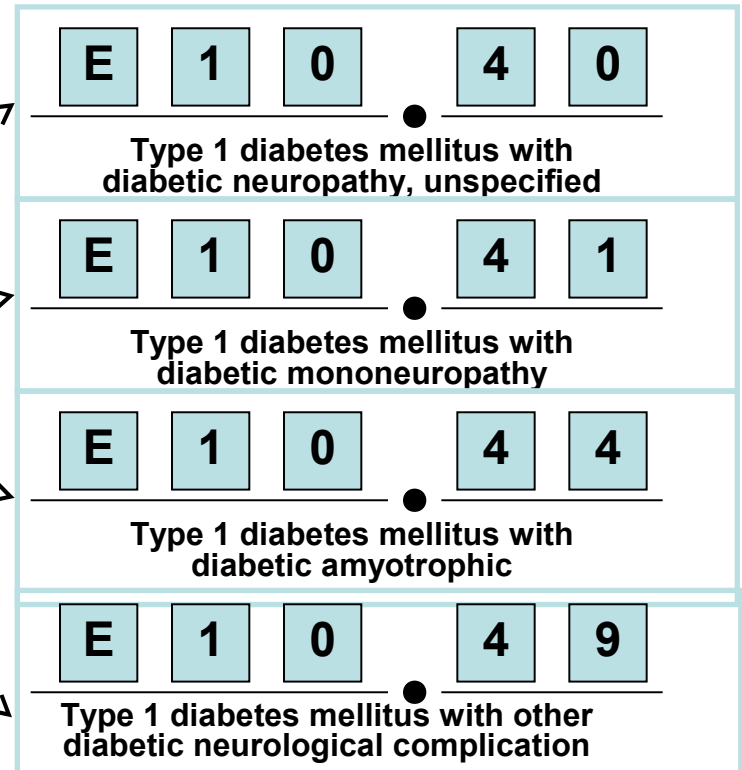 E 1 0 . 4 0
Type 1 diabetes mellitus with
diabetic neuropathy, unspecified
E 1 0 . 4 1
Type 1 diabetes mellitus with
diabetic mononeuropathy
E 1 0 . 4 4
Type 1 diabetes mellitus with
diabetic amyotrophic
E 1 0 . 4 9
Type 1 diabetes mellitus with other
diabetic neurological complication